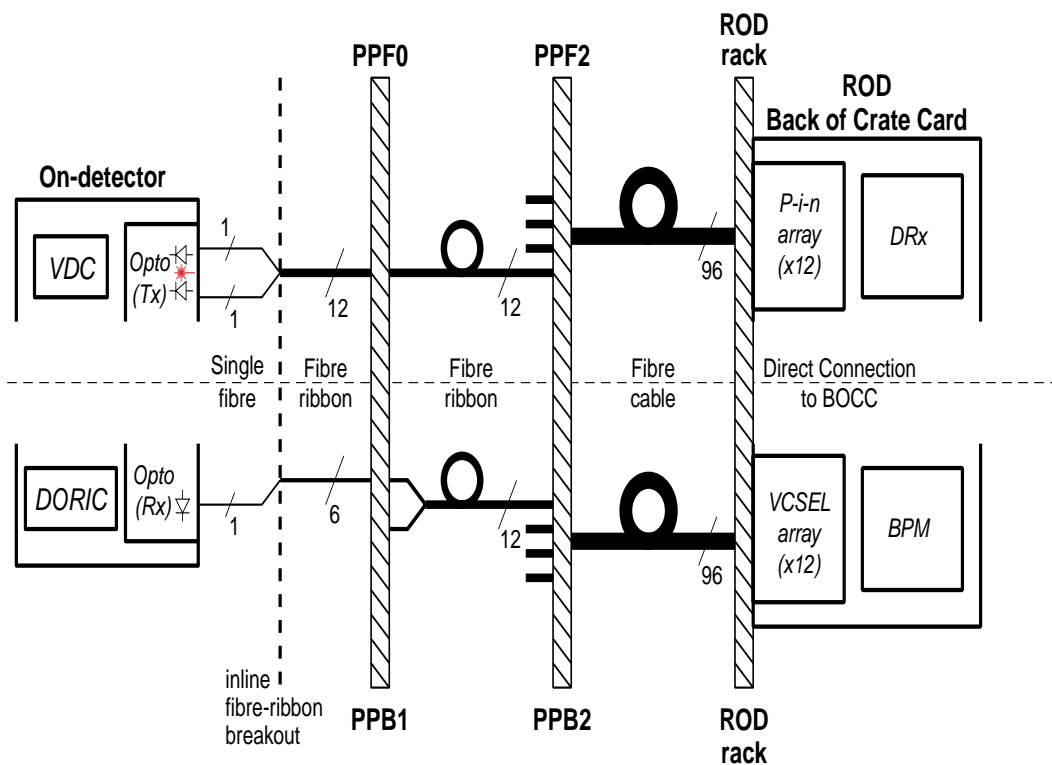 PPF0
PPF2
ROD
rack
ROD
Back of Crate Card
On-detector
VDC
Opto
(Tx)
1
1
12
12
96
P-i-n
array
(x12)
DRx
Single
fibre
Fibre
ribbon
Fibre
ribbon
Fibre
cable
Direct Connection
to BOCC
DORIC
Opto
(Rx)
1
6
12
96
VCSEL
array
(x12)
BPM
inline
fibre-ribbon
breakout
PPB1
PPB2
ROD
rack